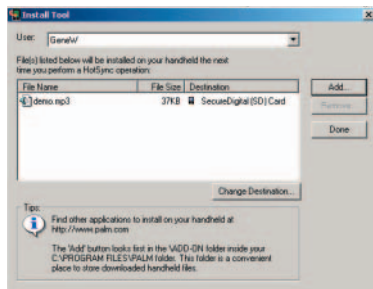 Install Tool
User: GeneW
File(s) listed below will be installed on your handheld the next
time you perform a HotSync operation:
File Name File Size Destination
demo.mp3 37KB SecureDigital (SD) Card
Add...
Remove
Done
Change Destination...
Tips:
Find other applications to install on your handheld at
http://www.palm.com
The 'Add' button looks first in the \ADD-ON folder inside your
C:\PROGRAM FILES\PALM folder. This folder is a convenient
place to store downloaded handheld files.